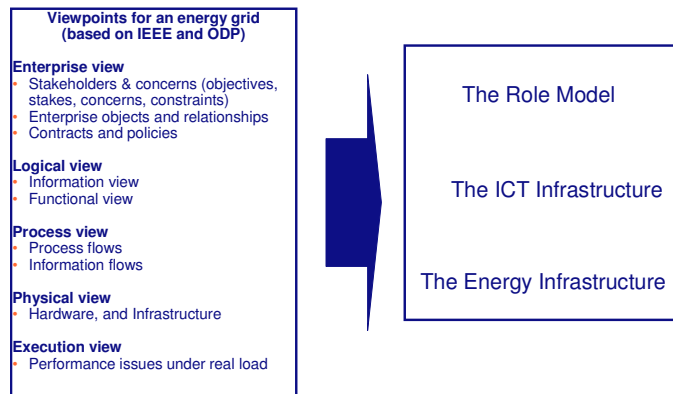 Viewpoints for an energy grid
(based on IEEE and ODP)
Enterprise view
• Stakeholders & concerns (objectives,
stakes, concerns, constraints)
• Enterprise objects and relationships
• Contracts and policies
Logical view
• Information view
• Functional view
Process view
• Process flows
• Information flows
Physical view
• Hardware, and Infrastructure
Execution view
• Performance issues under real load
The Role Model
The ICT Infrastructure
The Energy Infrastructure